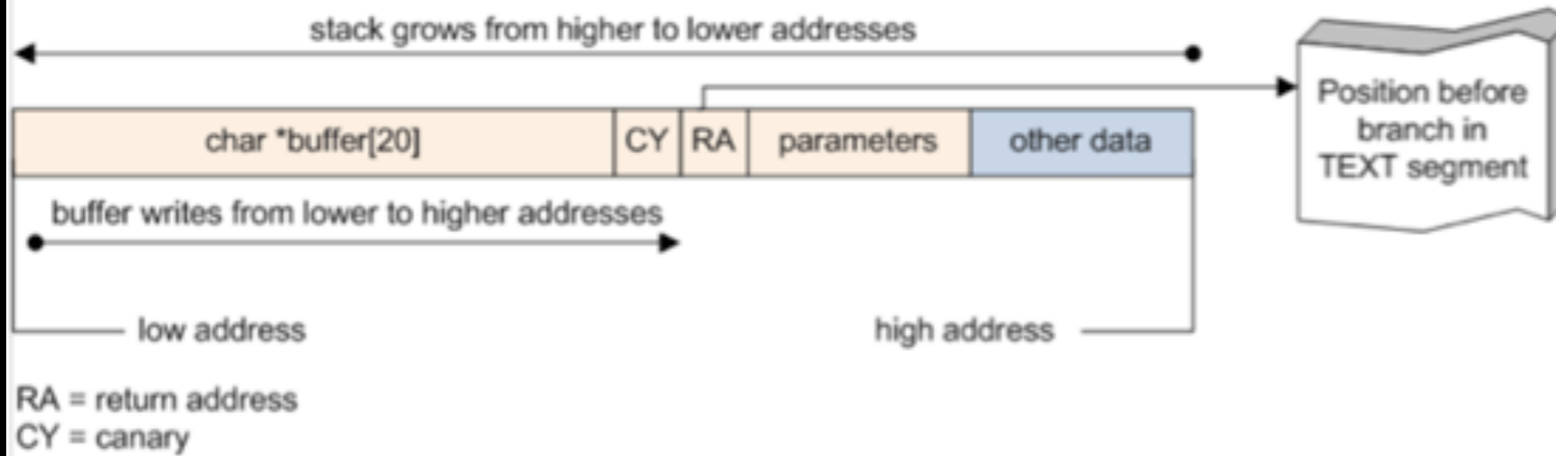 stack grows from higher to lower addresses
Position before
branch in
TEXT segment
char *buffer[20]
CY
RA
parameters
other data
buffer writes from lower to higher addresses
low address
high address
RA = return address
CY = canary